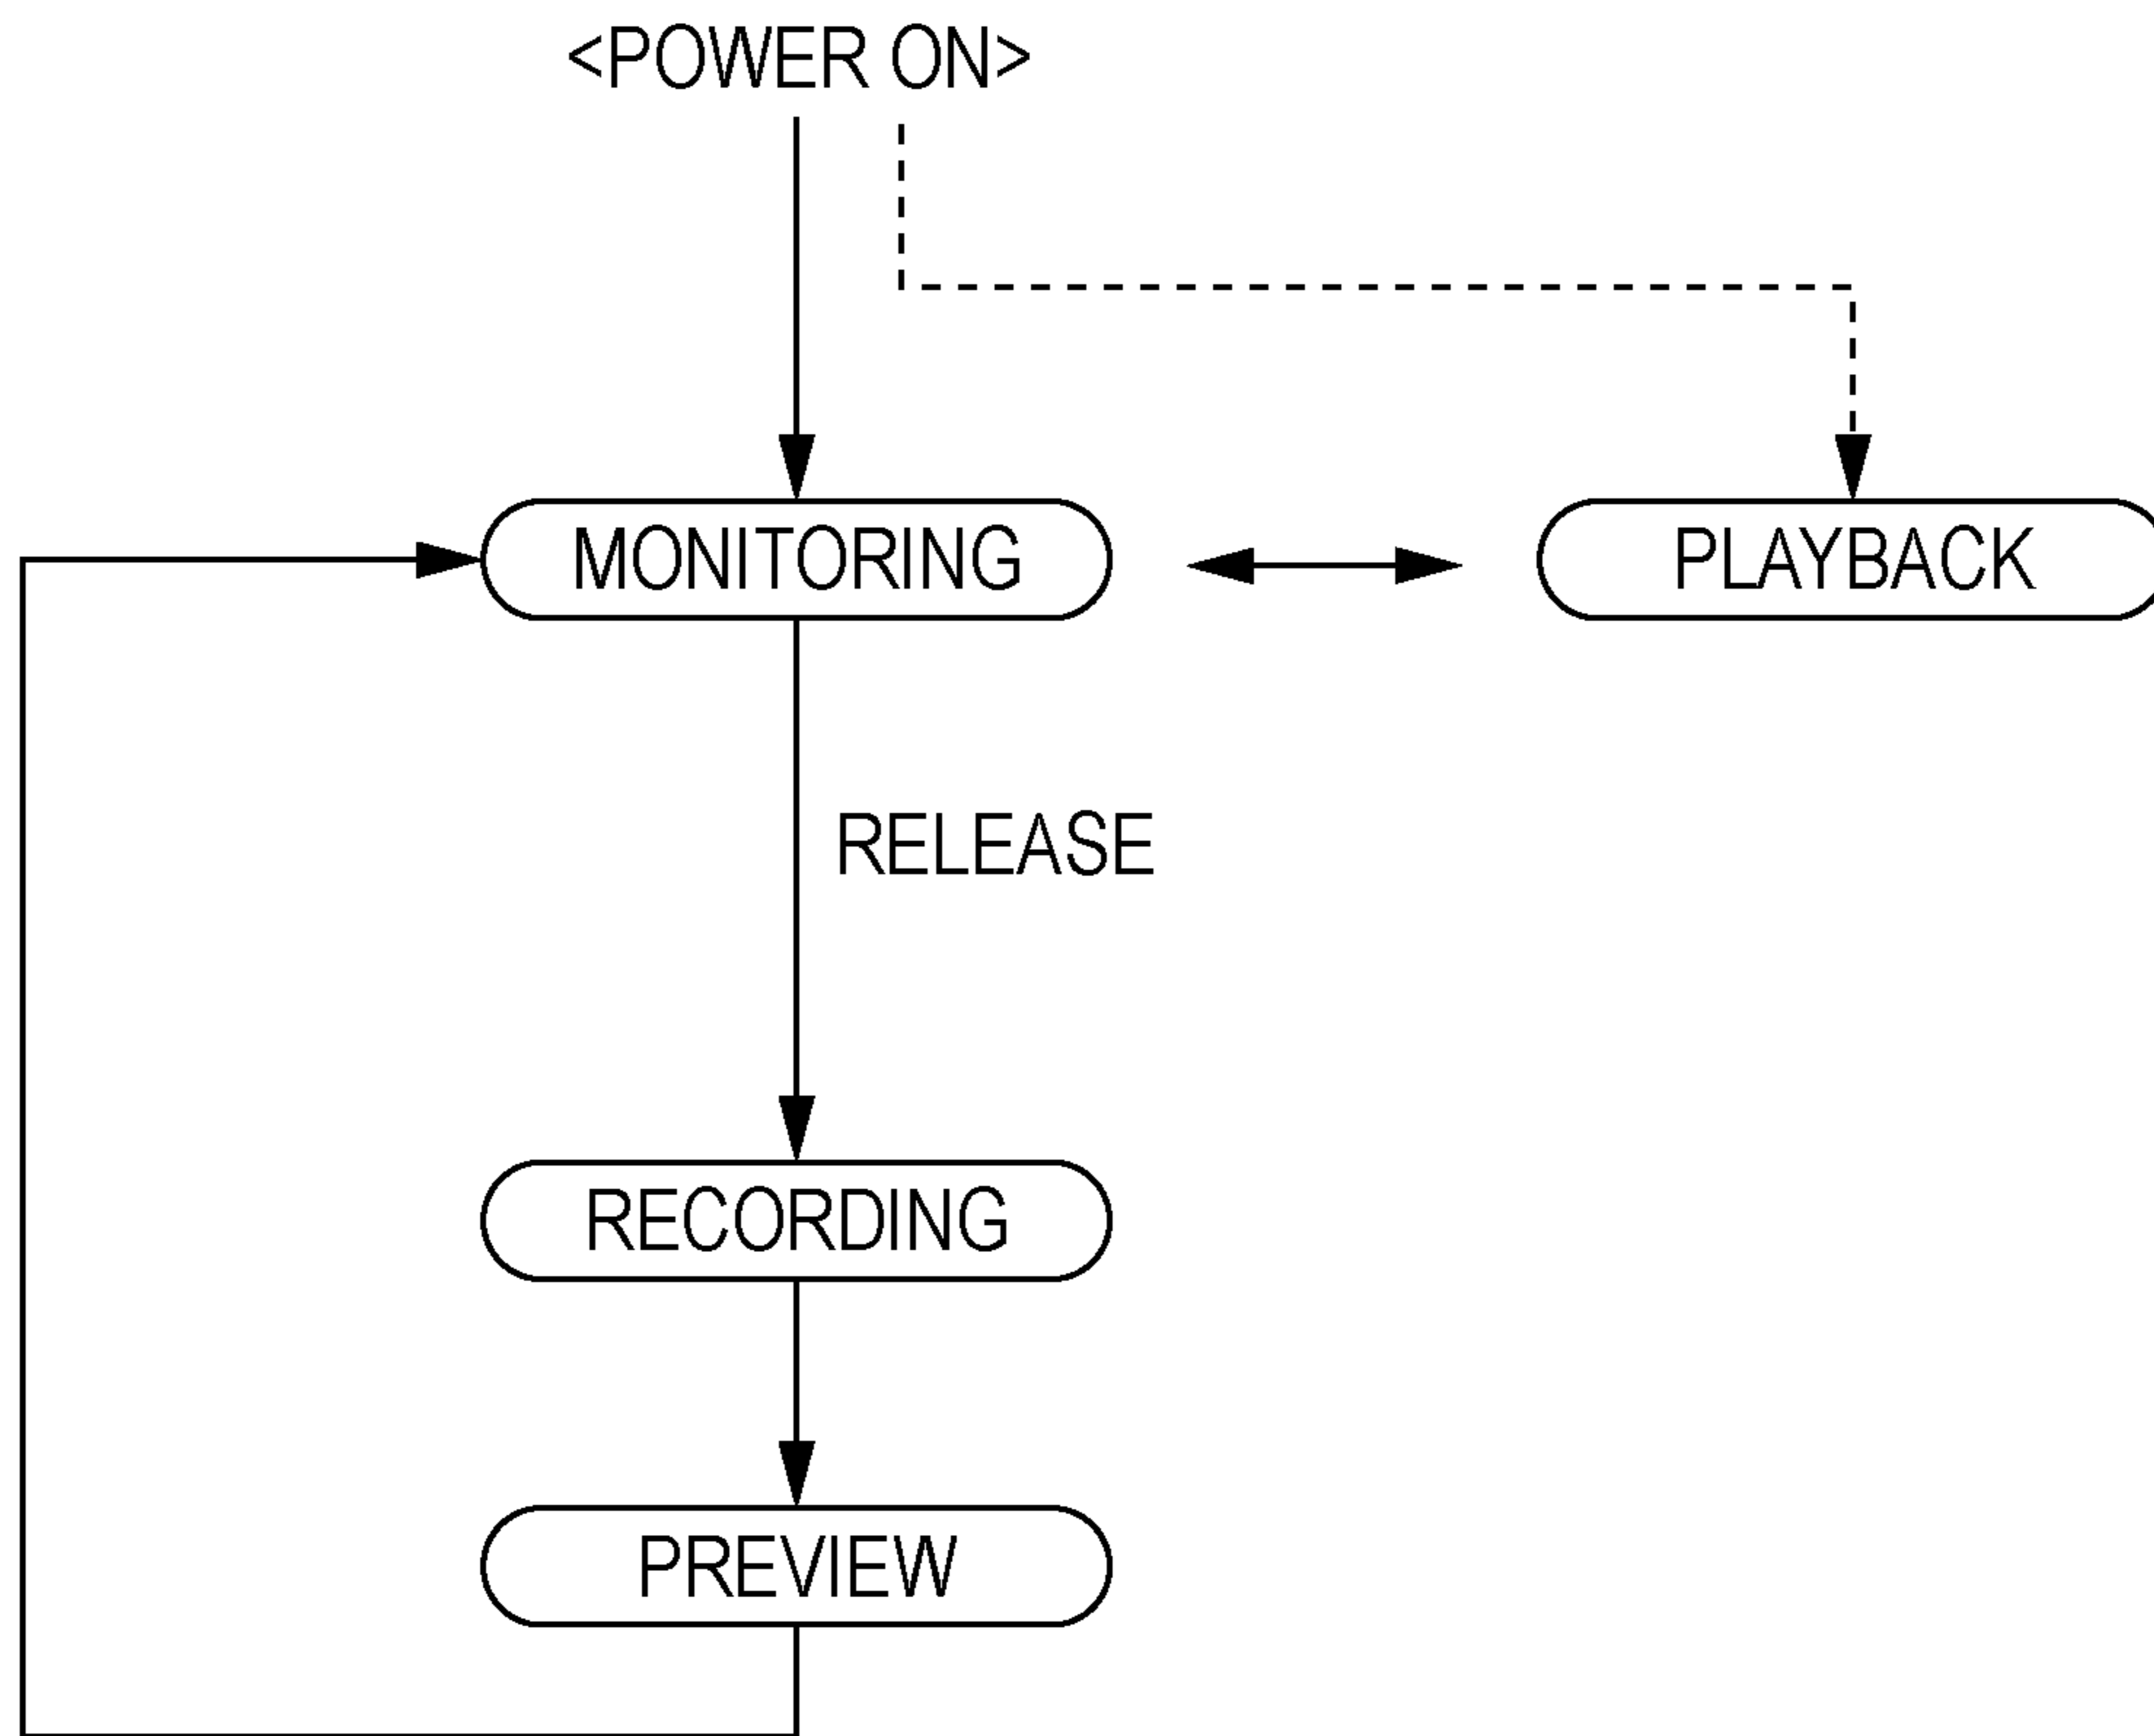 <POWER ON>
MONITORING
PLAYBACK
RELEASE
RECORDING
PREVIEW